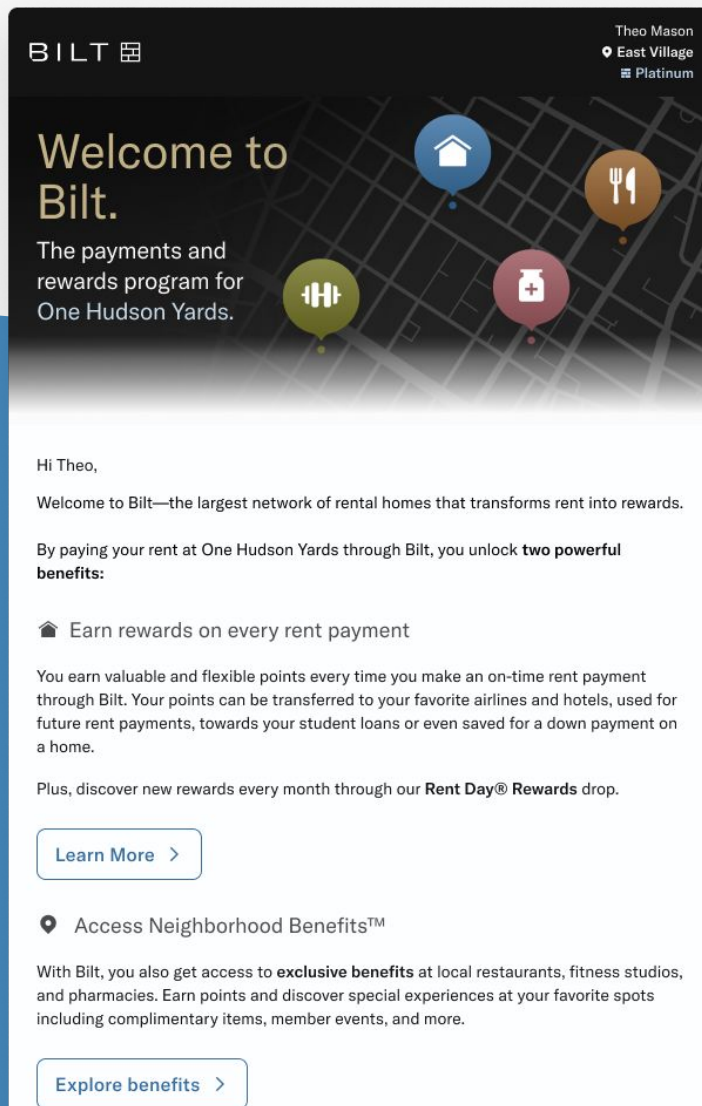 BILT
Theo Mason
East Village
Platinum
Welcome to
Bilt.
The payments and
rewards program for
One Hudson Yards.
Hi Theo,
Welcome to Bilt—the largest network of rental homes that transforms rent into rewards.
By paying your rent at One Hudson Yards through Bilt, you unlock two powerful
benefits:
Earn rewards on every rent payment
You earn valuable and flexible points every time you make an on-time rent payment
through Bilt. Your points can be transferred to your favorite airlines and hotels, used for
future rent payments, towards your student loans or even saved for a down payment on
a home.
Plus, discover new rewards every month through our Rent Day® Rewards drop.
Learn More
Access Neighborhood Benefits™
With Bilt, you also get access to exclusive benefits at local restaurants, fitness studios,
and pharmacies. Earn points and discover special experiences at your favorite spots
including complimentary items, member events, and more.
Explore benefits